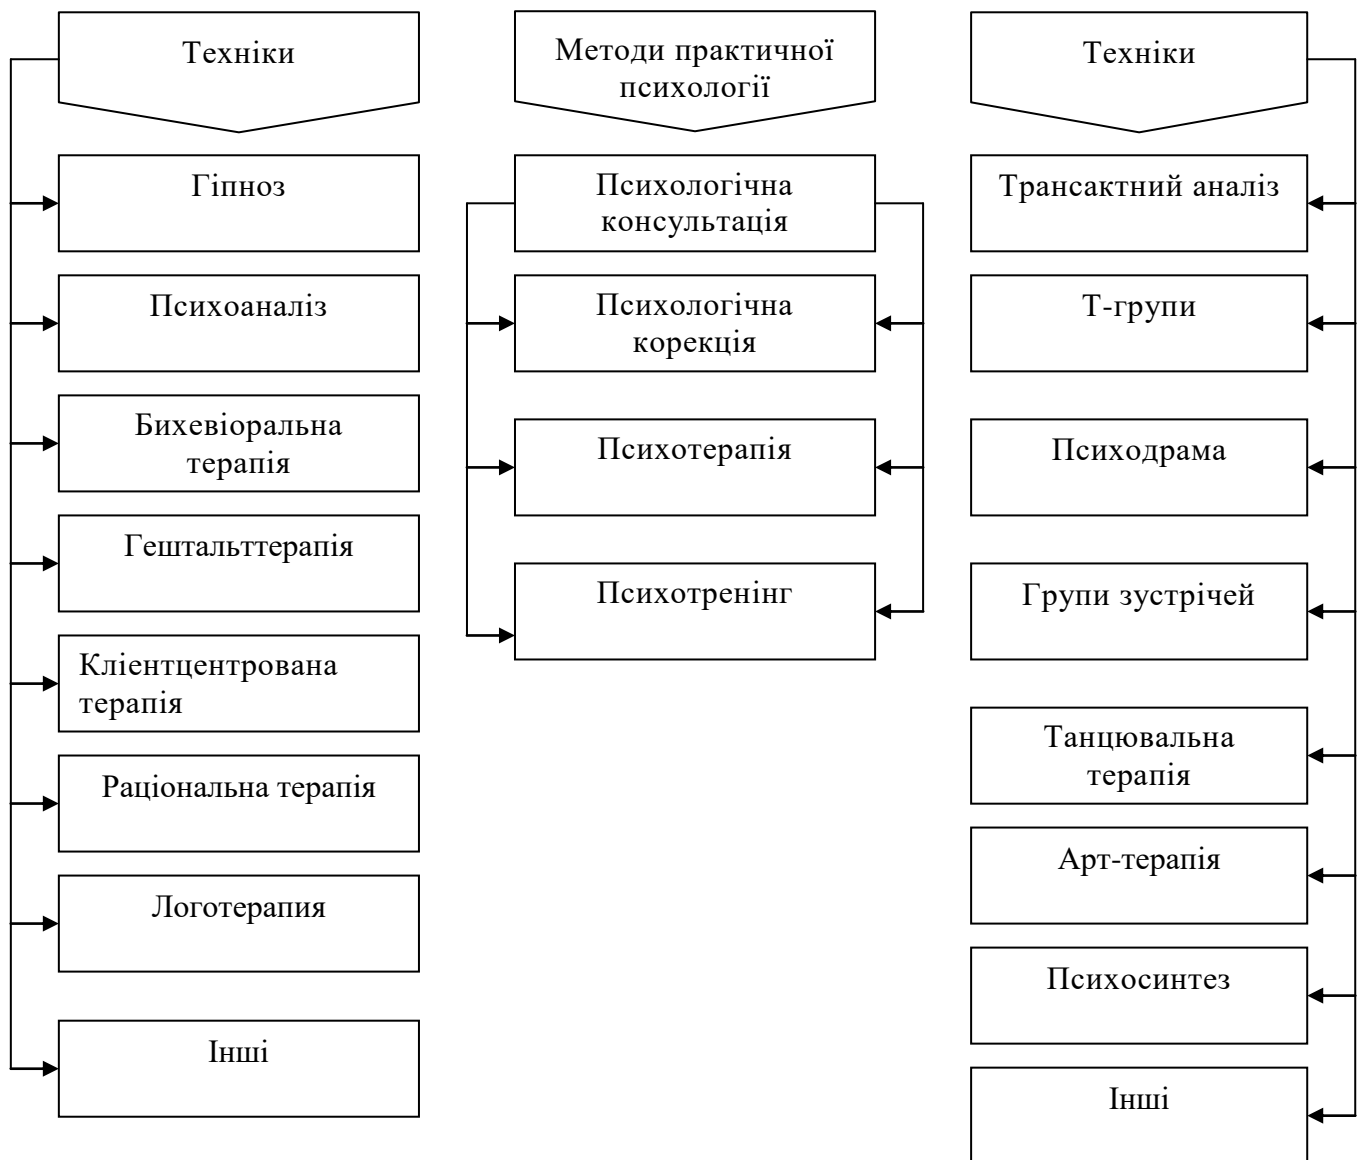 Техніки
Гіпноз
Психоаналіз
Бихевіоральна
терапія
Гештальттерапія
Кліентцентрована
терапія
Раціональна терапія
Логотерапия
Інші
Методи практичної
психології
Психологічна
консультація
Психологічна
корекція
Психотерапія
Психотренінг
Техніки
Трансактний аналіз
Т-групи
Психодрама
Групи зустрічей
Танцювальна
терапія
Арт-терапія
Психосинтез
Інші